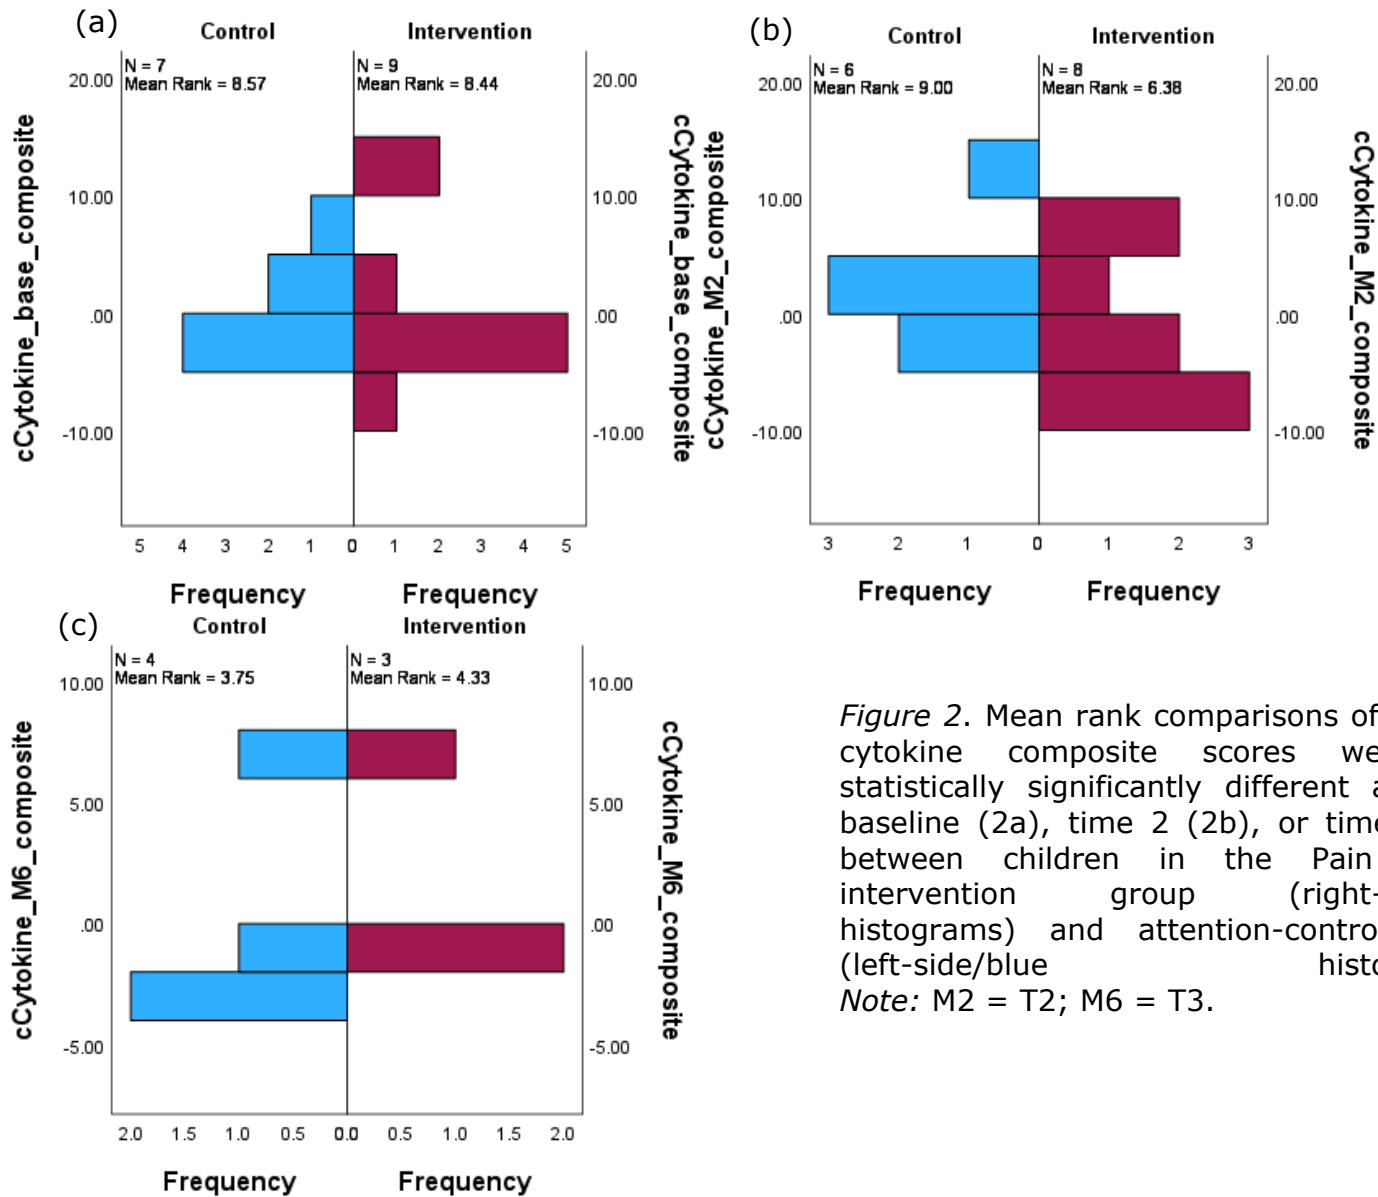 (a)
Control Intervention
N = 7
Mean Rank = 8.57
N = 9
Mean Rank = 8.44
20.00
10.00
.00
-10.00
20.00
10.00
.00
-10.00
cCytokine_base_composite
cCytokine_base_composite
5 4 3 2 1 0 1 2 3 4 5
Frequency Frequency
(b)
Control Intervention
N = 6
Mean Rank = 9.00
N = 8
Mean Rank = 6.38
20.00
10.00
.00
-10.00
20.00
10.00
.00
-10.00
cCytokine_M2_composite
cCytokine_M2_composite
3 2 1 0 1 2 3
Frequency Frequency
(c)
Control Intervention
N = 4
Mean Rank = 3.75
N = 3
Mean Rank = 4.33
10.00
5.00
.00
-5.00
10.00
5.00
.00
-5.00
cCytokine_M6_composite
cCytokine_M6_composite
2.0 1.5 1.0 0.5 0.0 0.5 1.0 1.5 2.0
Frequency Frequency
Figure 2. Mean rank comparisons of
cytokine composite scores
statistically significantly different
baseline (2a), time 2 (2b), or
between children in the Pain
intervention group
histograms) and
(left-side/blue
Note: M2 = T2; M6 = T3.